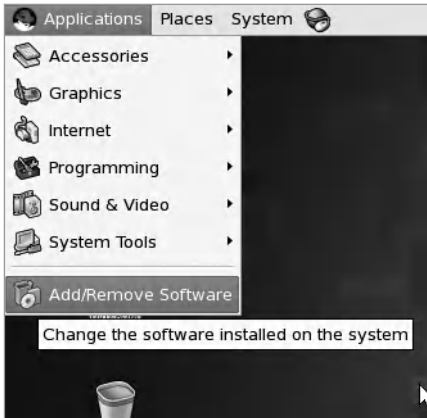 Applications Places System
Accessories
Graphics
Internet
Programming
Sound & Video
System Tools
Add/Remove Software
Change the software installed on the system